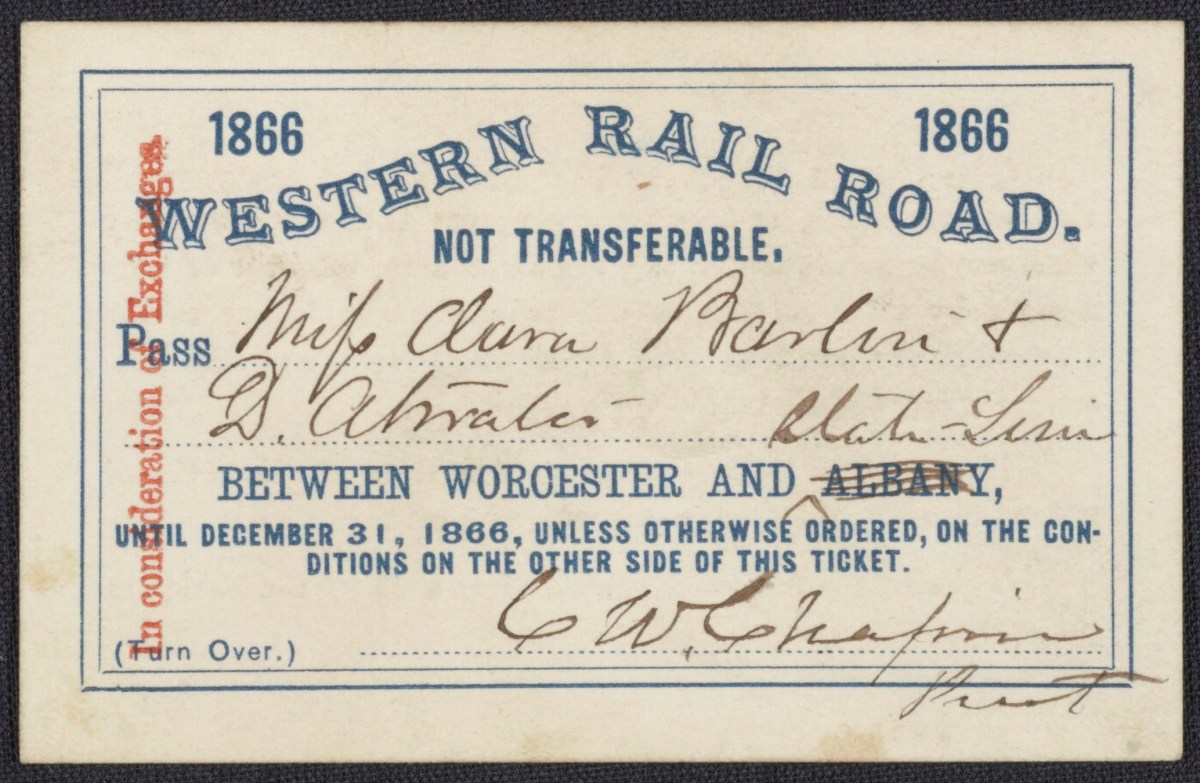 1866 1866
WESTERN RAIL ROAD.
NOT TRANSFERABLE.
Pass Miss Clara Barton &
D. Atwater State Line
BETWEEN WORCESTER AND ALBANY,
UNTIL DECEMBER 31, 1866, UNLESS OTHERWISE ORDERED, ON THE CON-
DITIONS ON THE OTHER SIDE OF THIS TICKET.
C W. Chapin
(Turn Over.)
Prest
In consideration of Exchanges.